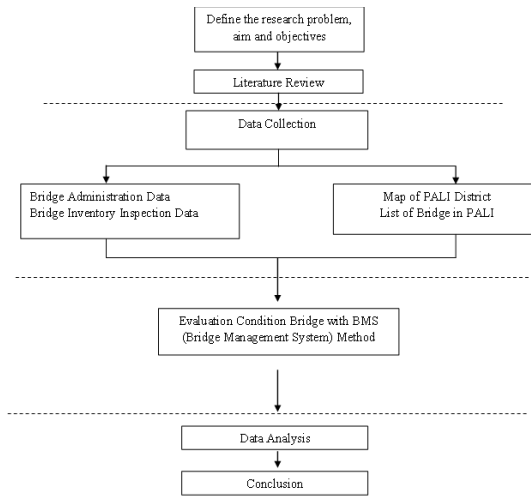 Define the research problem,
aim and objectives
Literature Review
Data Collection
Bridge Administration Data
Bridge Inventory Inspection Data
Map of PALI District
List of Bridge in PALI
Evaluation Condition Bridge with BMS
(Bridge Management System) Method
Data Analysis
Conclusion